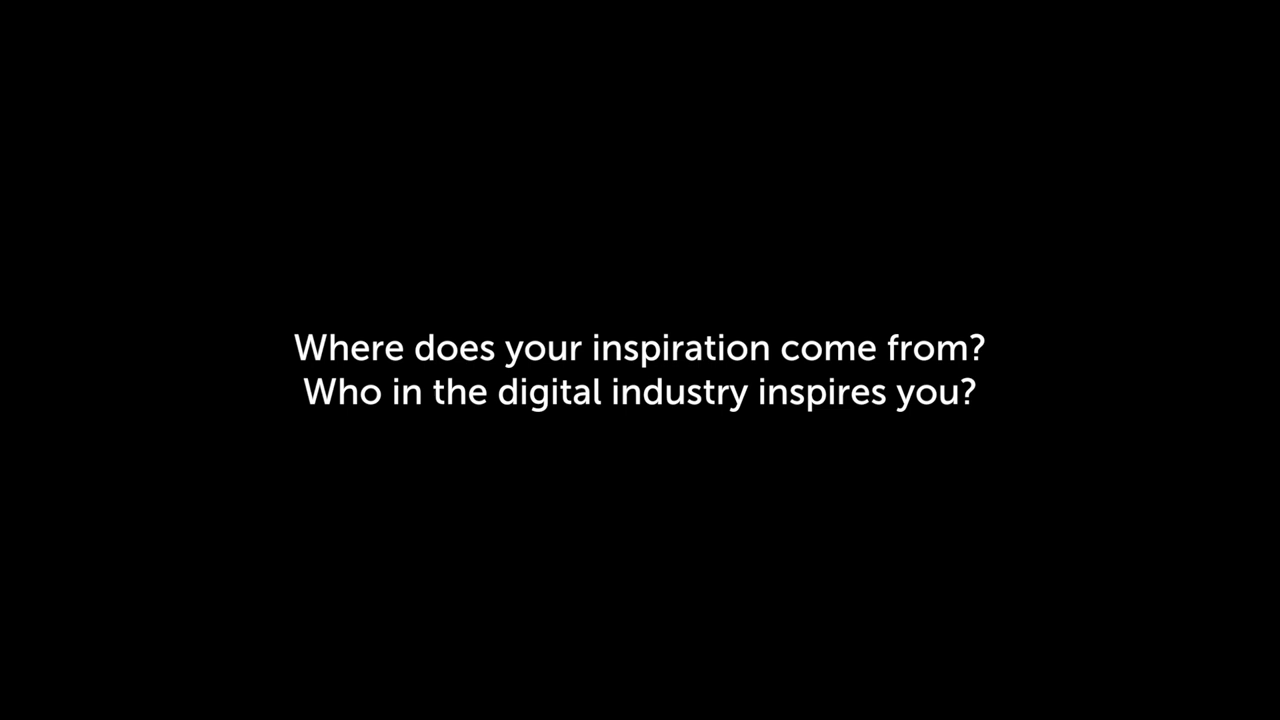 Where does your inspiration come from?
Who in the digital industry inspires you?